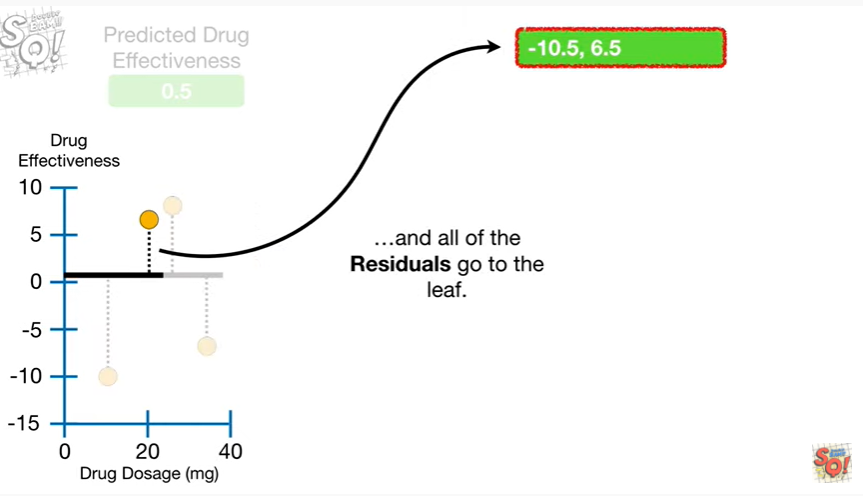 Predicted Drug
Effectiveness
0.5
-10.5, 6.5
Drug
Effectiveness
10
5
0
-5
-10
-15
0
20
40
Drug Dosage (mg)
…and all of the
Residuals go to the
leaf.
SQ!